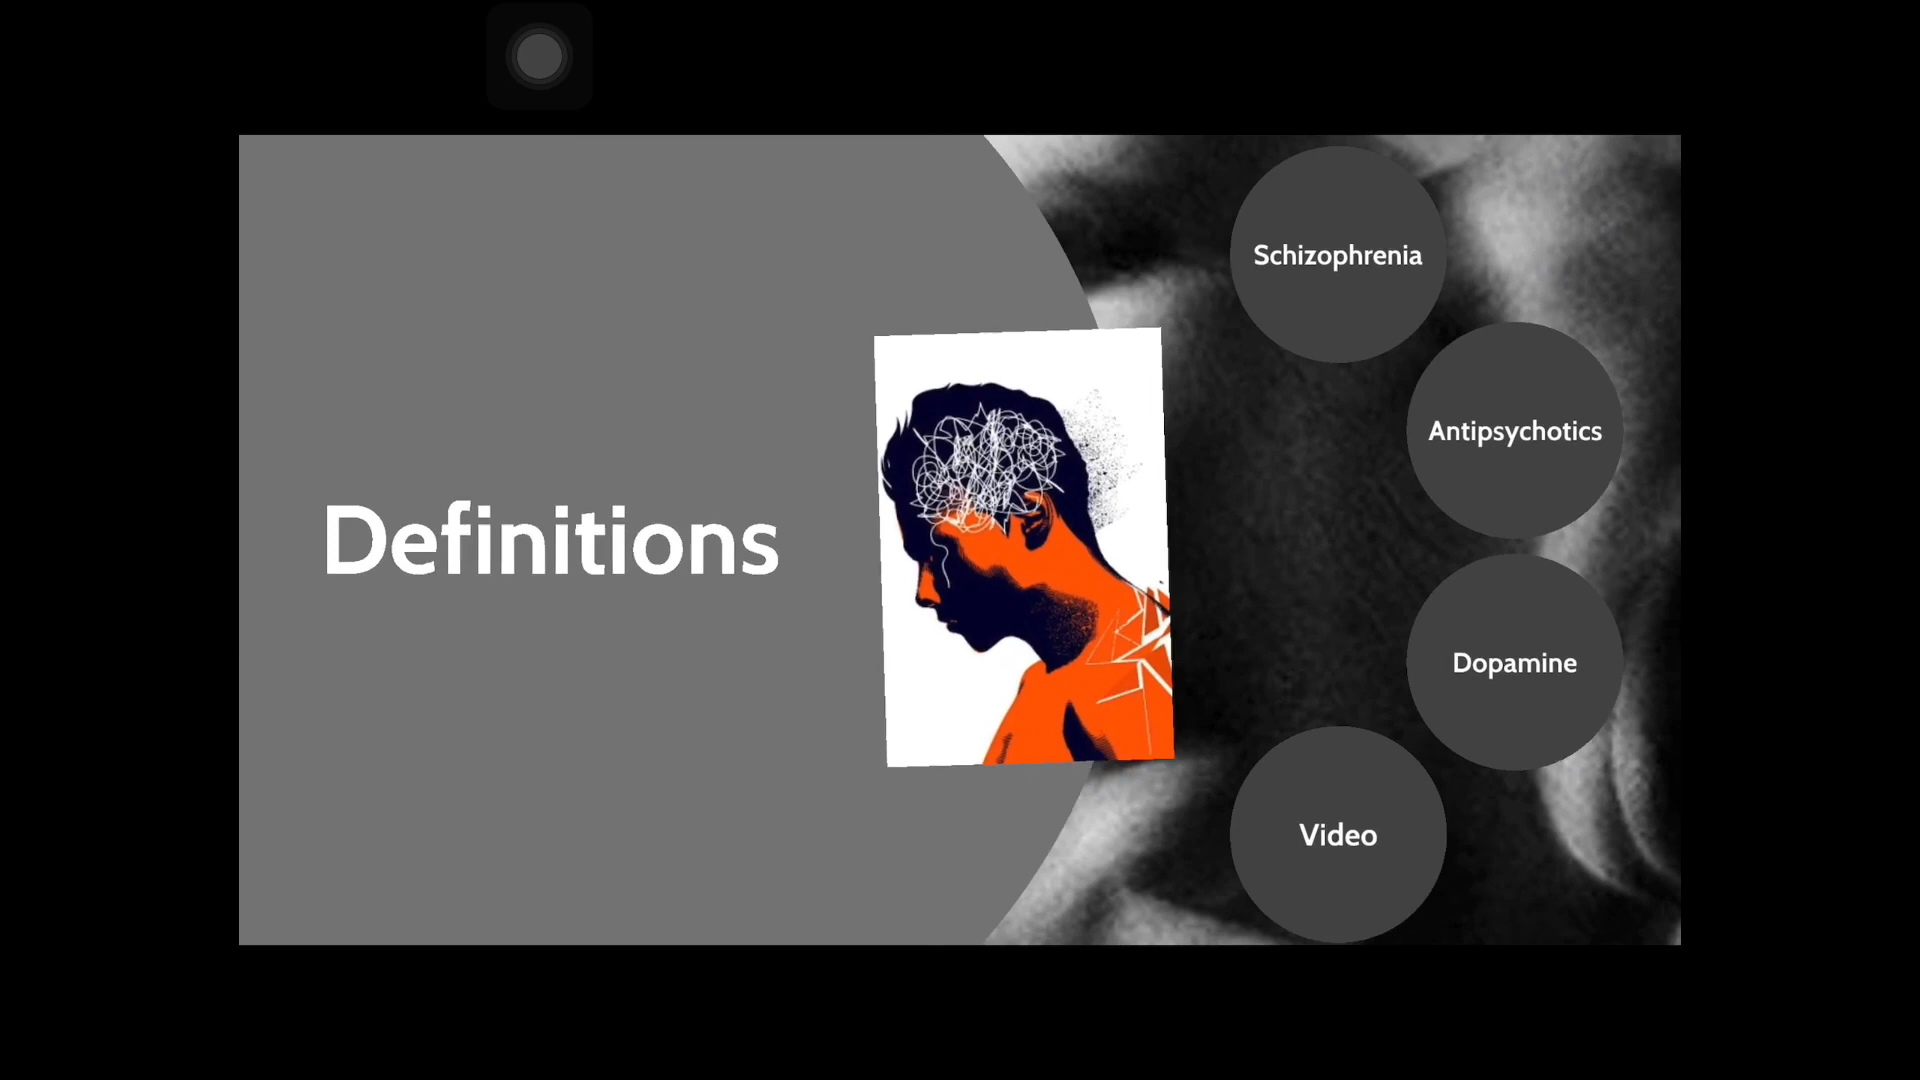 Definitions
Schizophrenia
Antipsychotics
Dopamine
Video